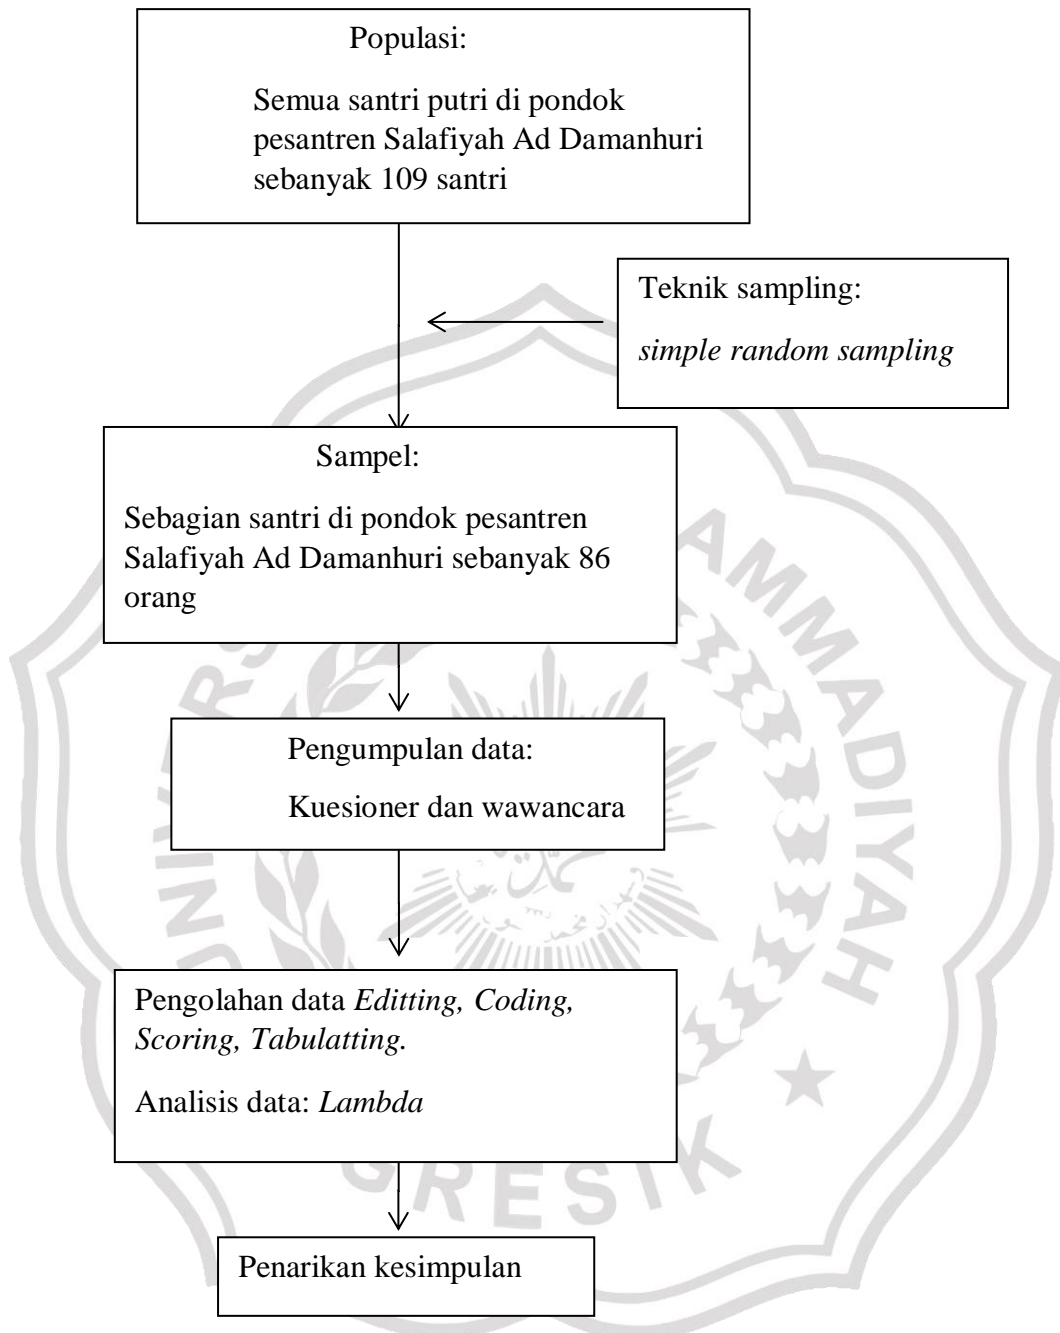 Populasi:
Semua santri putri di pondok
pesantren Salafiyah Ad Damanhuri
sebanyak 109 santri
Teknik sampling:
simple random sampling
Sampel:
Sebagian santri di pondok pesantren
Salafiyah Ad Damanhuri sebanyak 86
orang
Pengumpulan data:
Kuesioner dan wawancara
Pengolahan data Editting, Coding,
Scoring, Tabulatting.
Analisis data: Lambda
Penarikan kesimpulan
GRESIK